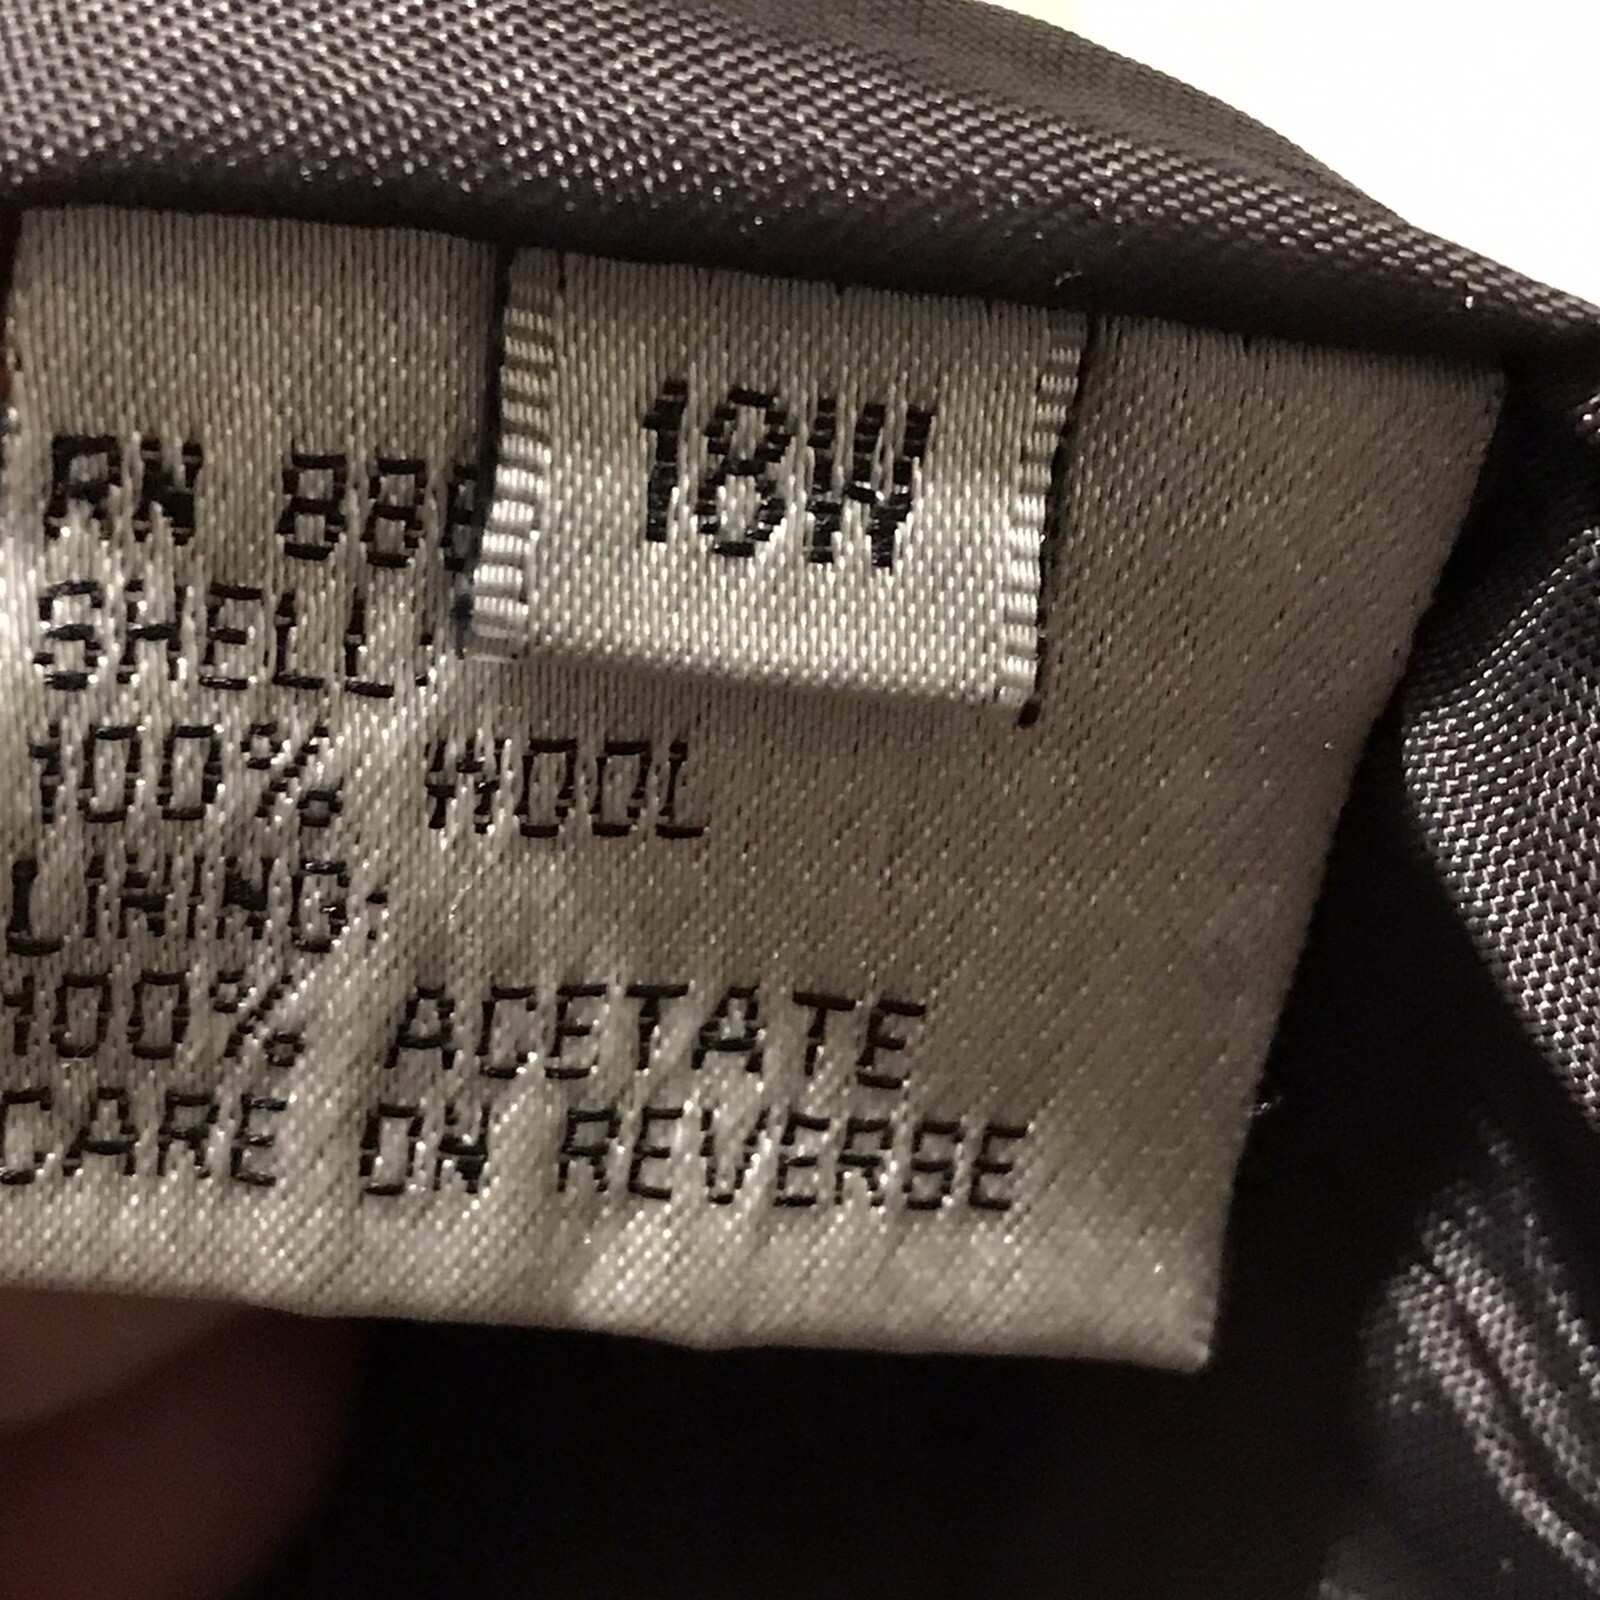 18W
RN 88
SHELL:
100% WOOL
LINING:
100% ACETATE
CARE ON REVERSE